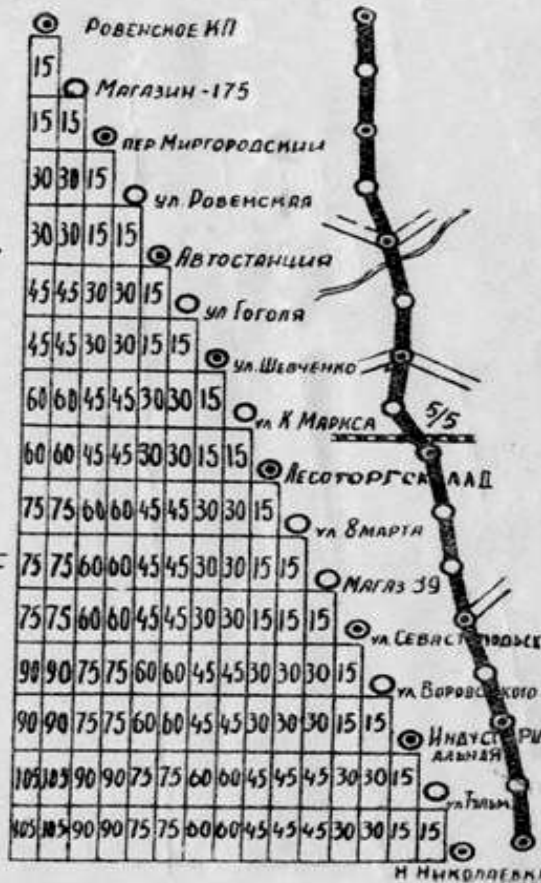 РОВЕНСКОЕ КП
15
МАГАЗИН-175
15 15
ПЕР МИРГОРОДСКИЙ
30 30 15
УЛ РОВЕНСКАЯ
30 30 15 15
АВТОСТАНЦИЯ
45 45 30 30 15
УЛ ГОГОЛЯ
45 45 30 30 15 15
УЛ. ШЕВЧЕНКО
60 60 45 45 30 30 15
УЛ К МАРКСА
5/5
60 60 45 45 30 30 15 15
ЛЕСОТОРГСКЛАД
75 75 60 60 45 45 30 30 15
УЛ 8 МАРТА
75 75 60 60 45 45 30 30 15 15
МАГАЗ 39
75 75 60 60 45 45 30 30 15 15 15
90 90 75 75 60 60 45 45 30 30 30 15
УЛ ВОРОВСКОГО
90 90 75 75 60 60 45 45 30 30 30 15 15
105 105 90 90 75 75 60 60 45 45 45 30 30 15
105 105 90 90 75 75 60 60 45 45 45 30 30 15 15
Н НИКОЛАЕВКА